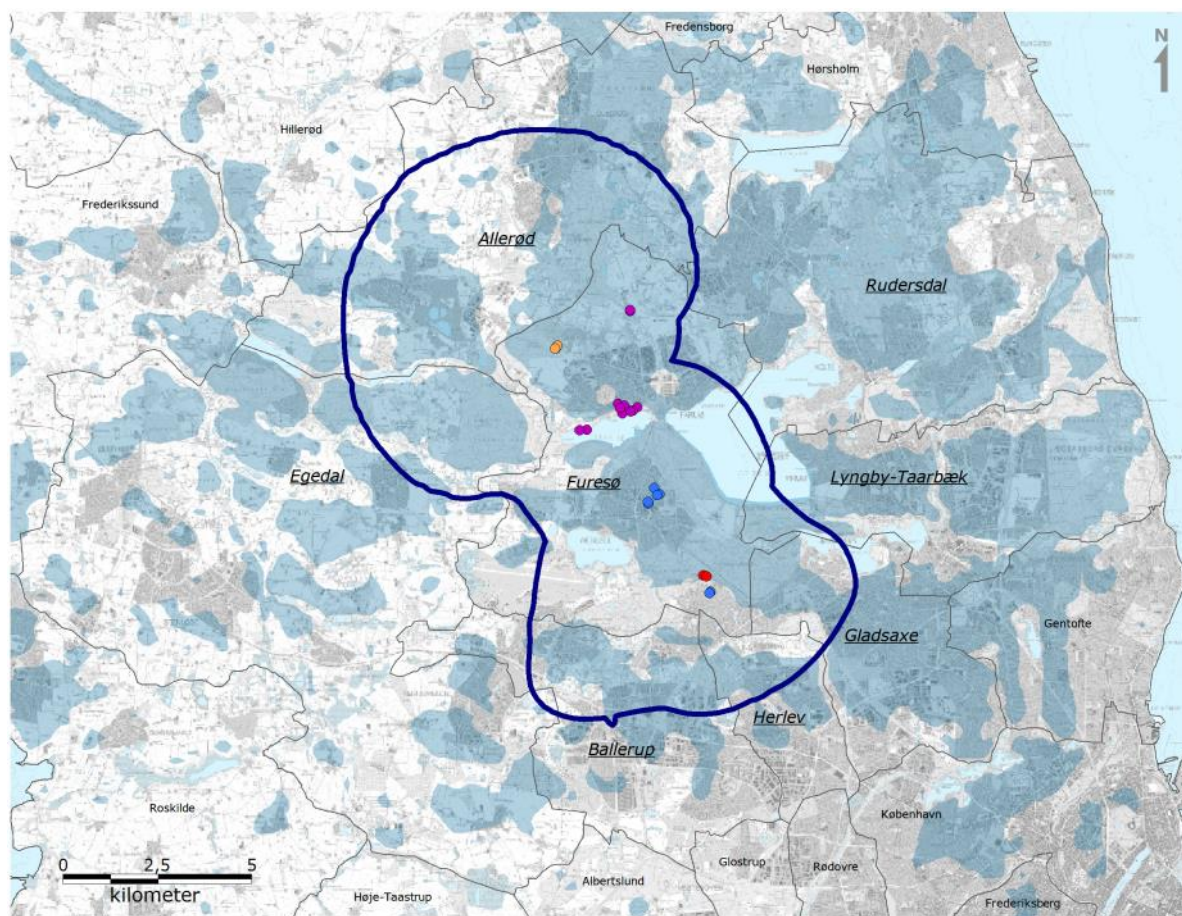 Fredensborg
N
Hørsholm
Hillerød
Frederikssund
Allerød
Rudersdal
Egedal
Furesø
Lyngby-Taarbæk
Gentofte
Gladsaxe
Herlev
Ballerup
Roskilde
København
Glostrup
Rødovre
0 2,5 5
kilometer
Albertslund
Høje-Taastrup
Frederiksberg